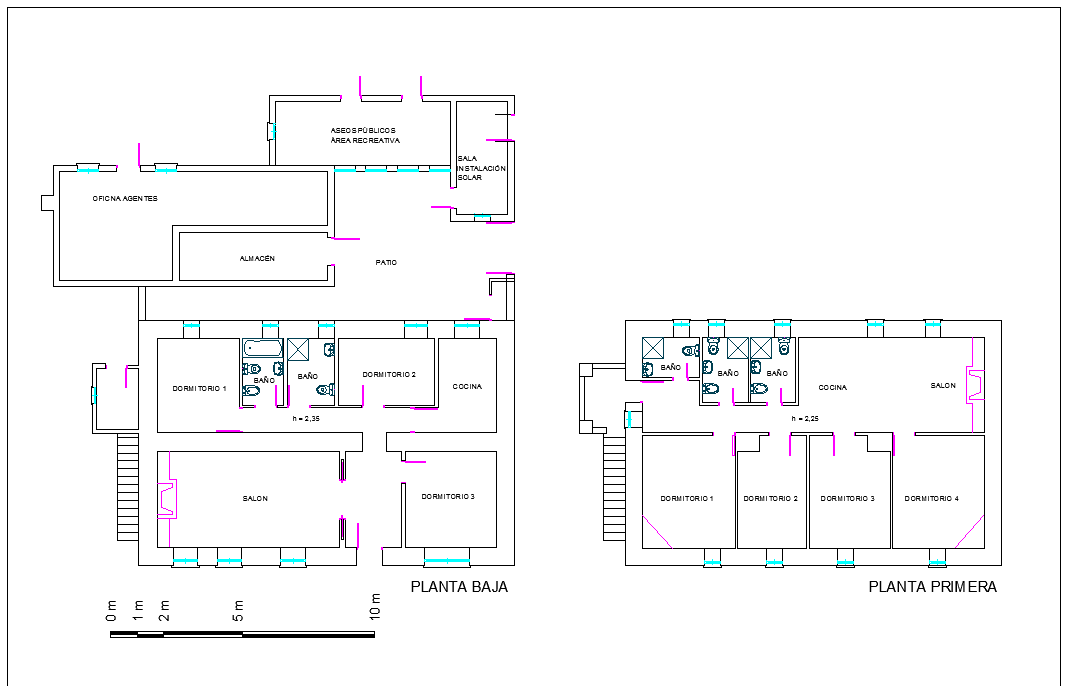 ASEOS PÚBLICOS
ÁREA RECREATIVA
SALA
INSTALACIÓN
SOLAR
OFICNA AGENTES
ALMACÉN
PATIO
DORMITORIO 1
BAÑO
BAÑO
DORMITORIO 2
COCINA
h = 2,35
SALON
DORMITORIO 3
PLANTA BAJA
0 m
1 m
2 m
5 m
10 m
BAÑO
BAÑO
BAÑO
COCINA
SALON
h = 2,25
DORMITORIO 1
DORMITORIO 2
DORMITORIO 3
DORMITORIO 4
PLANTA PRIMERA